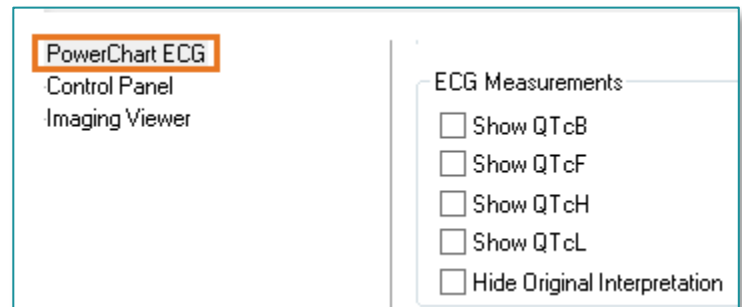 PowerChart ECG
Control Panel
Imaging Viewer
ECG Measurements
Show QTcB
Show QTcF
Show QTcH
Show QTcL
Hide Original Interpretation